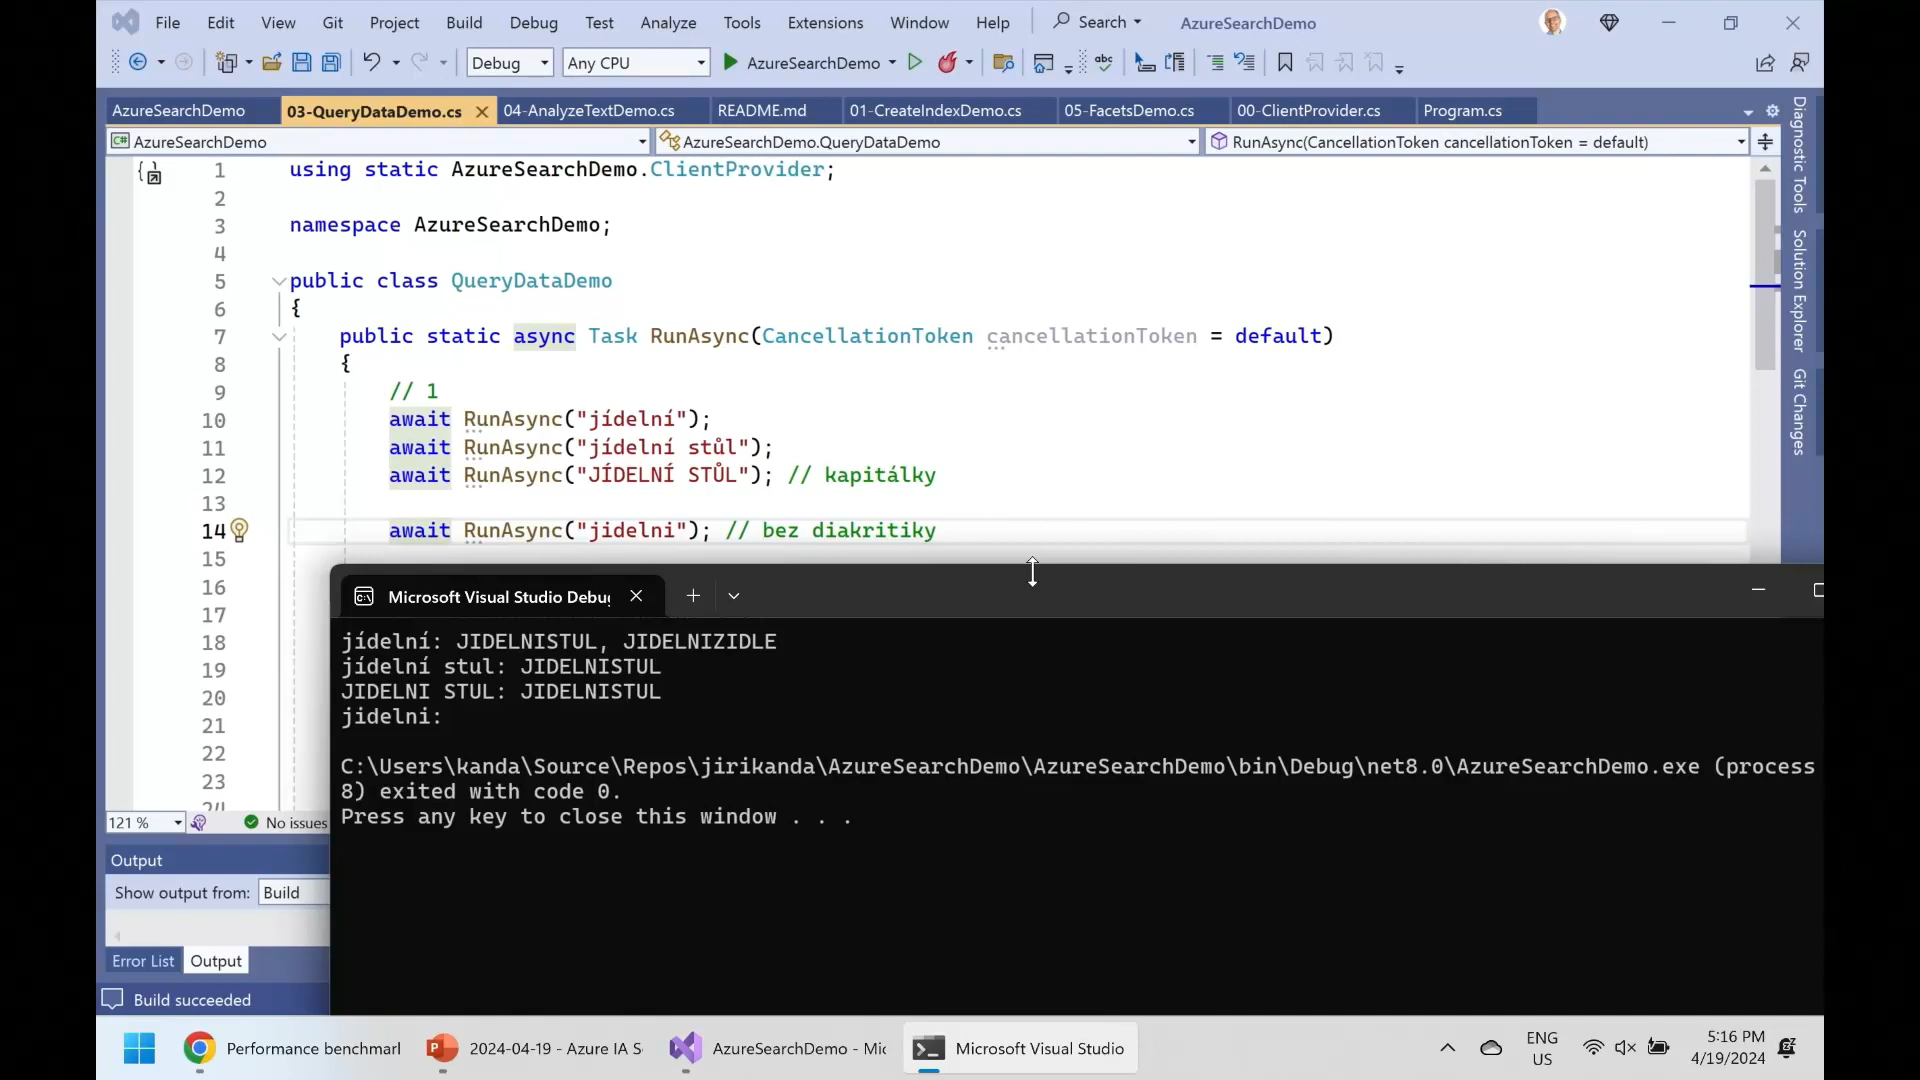 File Edit View Git Project Build Debug Test Analyze Tools Extensions Window Help Search AzureSearchDemo
Debug Any CPU AzureSearchDemo
AzureSearchDemo 03-QueryDataDemo.cs 04-AnalyzeTextDemo.cs README.md 01-CreateIndexDemo.cs 05-FacetsDemo.cs 00-ClientProvider.cs Program.cs
AzureSearchDemo AzureSearchDemo.QueryDataDemo RunAsync(CancellationToken cancellationToken = default)
1 using static AzureSearchDemo.ClientProvider;
2
3 namespace AzureSearchDemo;
4
5 public class QueryDataDemo
6 {
7 public static async Task RunAsync(CancellationToken cancellationToken = default)
8 {
9 // 1
10 await RunAsync("jídelní");
11 await RunAsync("jídelní stůl");
12 await RunAsync("JÍDELNÍ STŮL"); // kapitálky
13
14 await RunAsync("jidelni"); // bez diakritiky
15
16
17
18
19
20
21
22
23
24
Diagnostic Tools
Solution Explorer
Git Changes
Microsoft Visual Studio Debu
jídelní: JIDELNISTUL, JIDELNIZIDLE
jídelní stul: JIDELNISTUL
JIDELNI STUL: JIDELNISTUL
jidelni:
C:\Users\kanda\Source\Repos\jirikanda\AzureSearchDemo\AzureSearchDemo\bin\Debug\net8.0\AzureSearchDemo.exe (process
8) exited with code 0.
Press any key to close this window . . .
121 % No issues
Output
Show output from: Build
Error List Output
Build succeeded
Performance benchmarl 2024-04-19 - Azure IA S AzureSearchDemo - Mic Microsoft Visual Studio
ENG
US
5:16 PM
4/19/2024